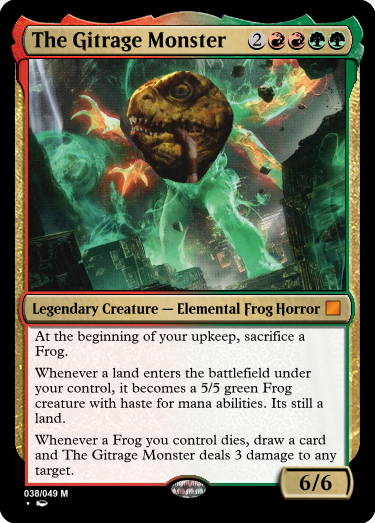 The Gitrage Monster 2
Legendary Creature — Elemental Frog Horror
At the beginning of your upkeep, sacrifice a
Frog.
Whenever a land enters the battlefield under
your control, it becomes a 5/5 green Frog
creature with haste for mana abilities. Its still a
land.
Whenever a Frog you control dies, draw a card
and The Gitrage Monster deals 3 damage to any
target.
6/6
038/049 M